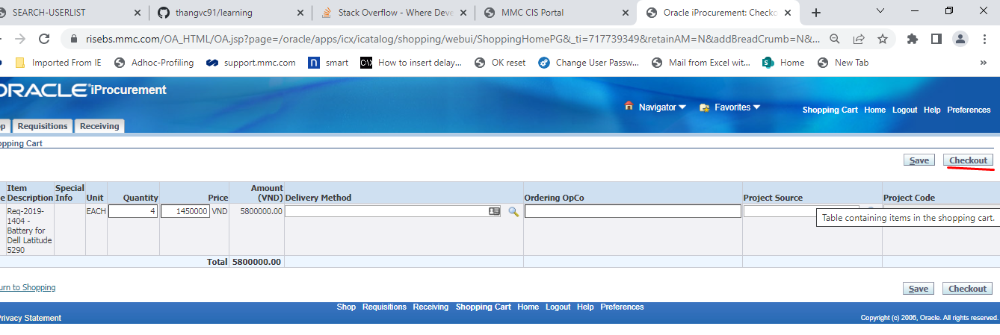 SEARCH-USERLIST
thangvc91/learning
Stack Overflow - Where Deve
MMC CIS Portal
Oracle iProcurement: Checko
risebs.mmc.com/OA_HTML/OA.jsp?page=/oracle/apps/icx/icatalog/shopping/webui/ShoppingHomePG&_ti=717739349&retainAM=N&addBreadCrumb=N&...
Imported From IE
Adhoc-Profiling
support.mmc.com
n smart
C:\ How to insert delay...
OK reset
Change User Passw...
Mail from Excel wit...
S Home
New Tab
»
ORACLE iProcurement
Navigator
Favorites
Shopping Cart Home Logout Help Preferences
op Requisitions Receiving
opping Cart
Save Checkout
e Item Description Special Info Unit Quantity Price Amount (VND) Delivery Method Ordering OpCo Project Source Project Code
Req-2019-
1404 -
Battery for
Dell Latitude
5290
EACH 4 1450000 VND 5800000.00
Table containing items in the shopping cart.
Total 5800000.00
urn to Shopping
Save Checkout
Shop Requisitions Receiving Shopping Cart Home Logout Help Preferences
rivacy Statement
Copyright (c) 2006, Oracle. All rights reserved.